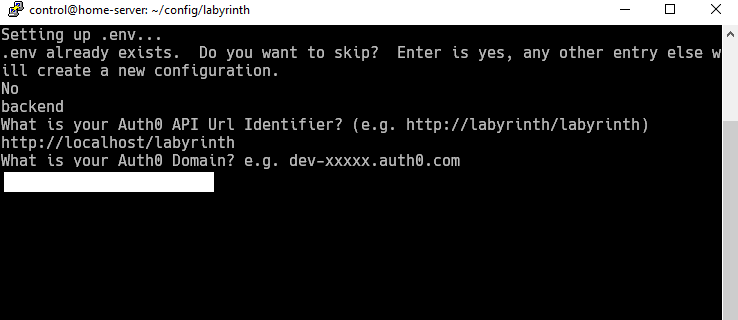 control@home-server: ~/config/labyrinth
Setting up .env...
.env already exists.  Do you want to skip?  Enter is yes, any other entry else w
ill create a new configuration.
No
backend
What is your Auth0 API Url Identifier? (e.g. http://labyrinth/labyrinth)
http://localhost/labyrinth
What is your Auth0 Domain? e.g. dev-xxxxx.auth0.com